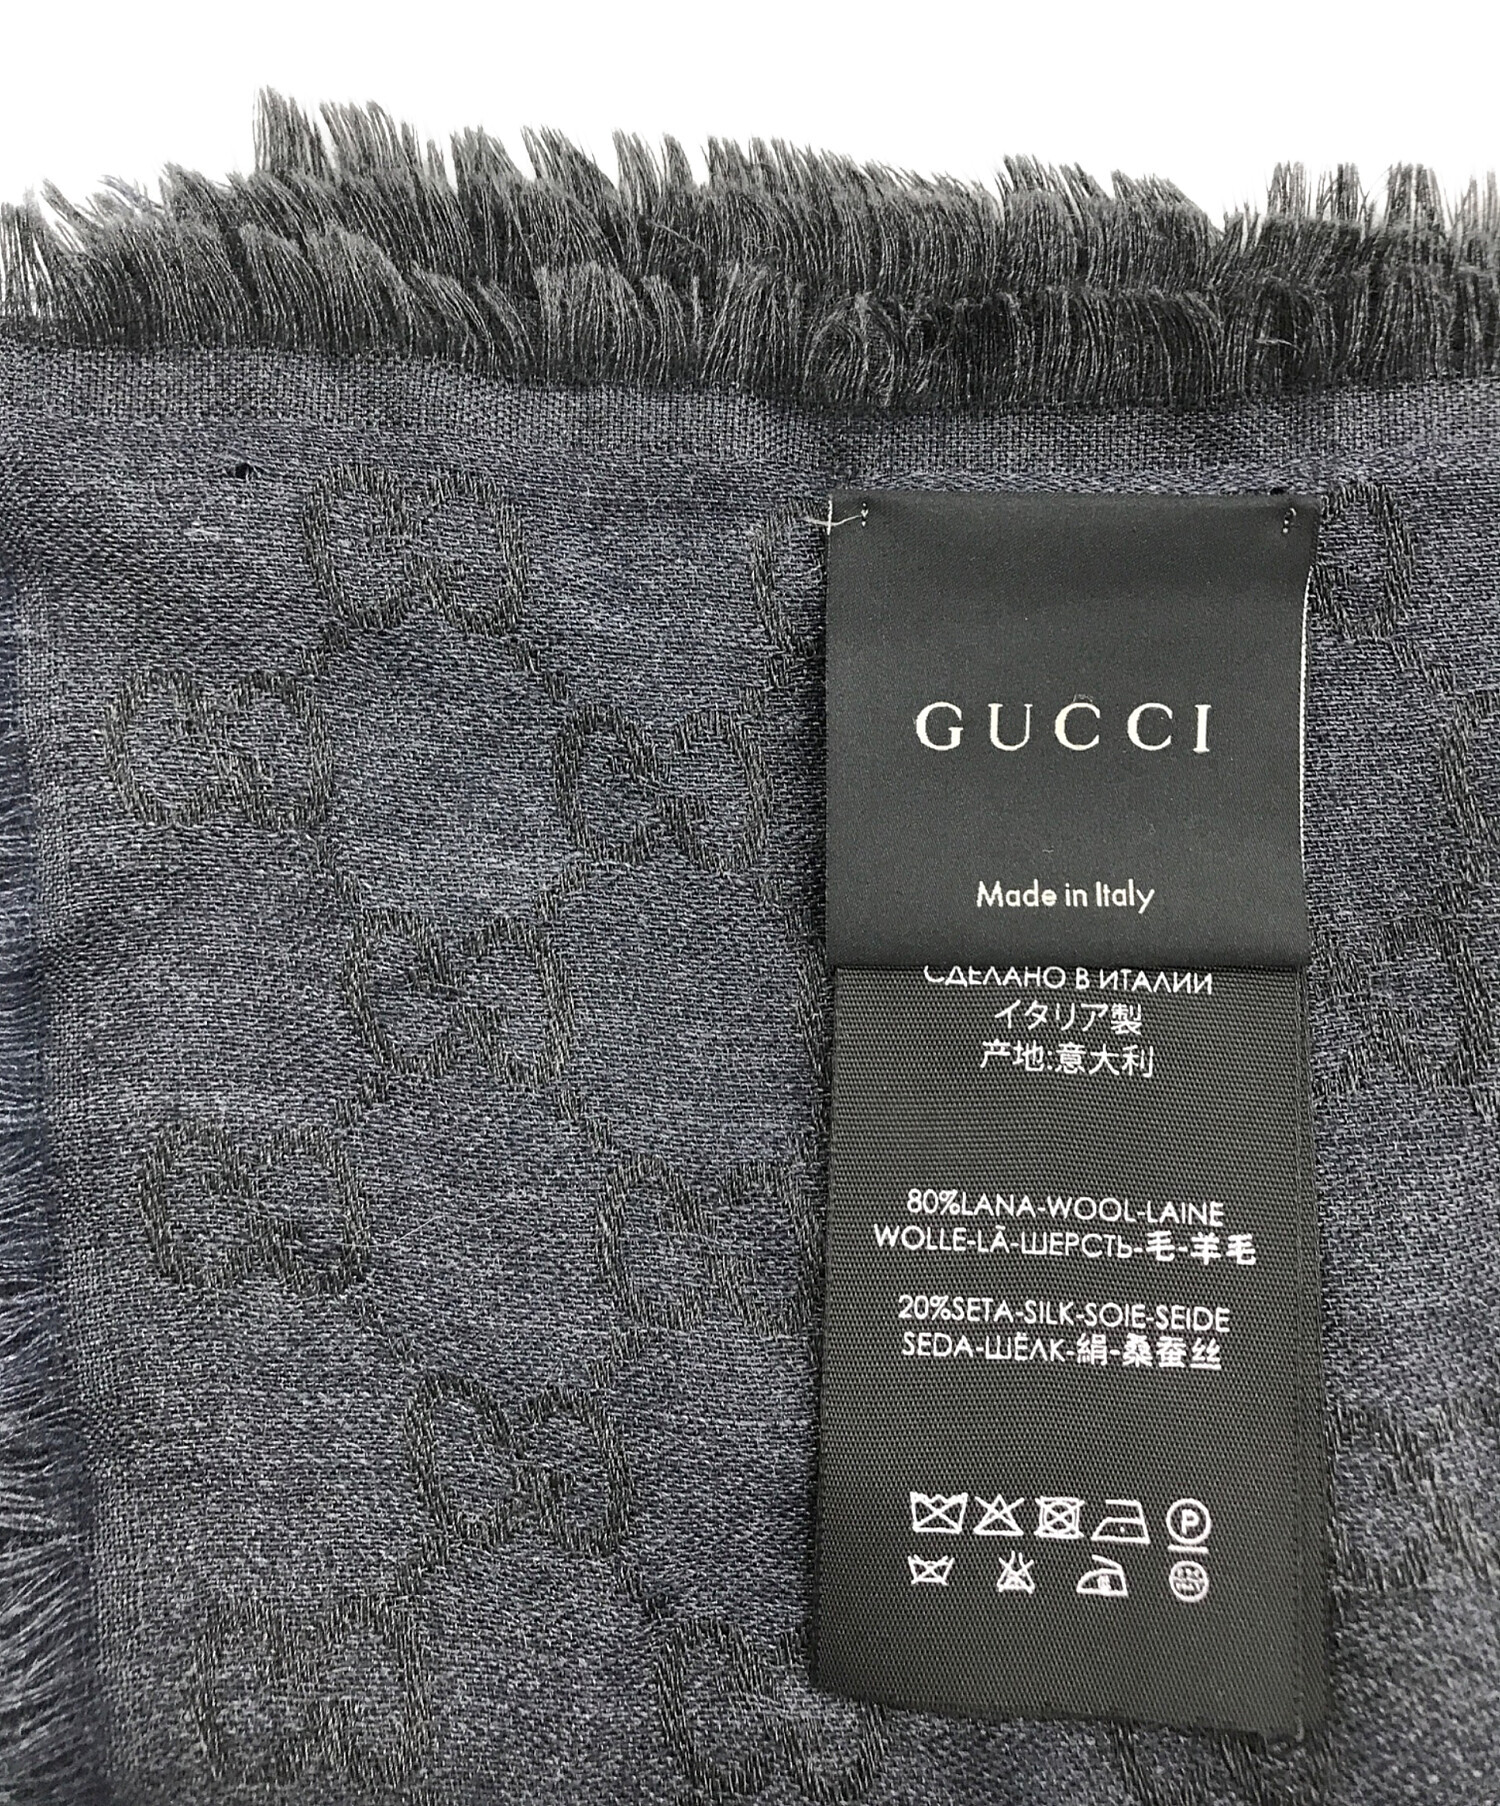 GUCCI
Made in Italy
СДЕЛАНО В ИТАЛИИ
イタリア製
产地:意大利
80%LANA-WOOL-LAINE
WOLLE-LÃ-ШЕРСТЬ-毛-羊毛
20%SETA-SILK-SOIE-SEIDE
SEDA-ШЁЛК-絹-桑蚕丝
P